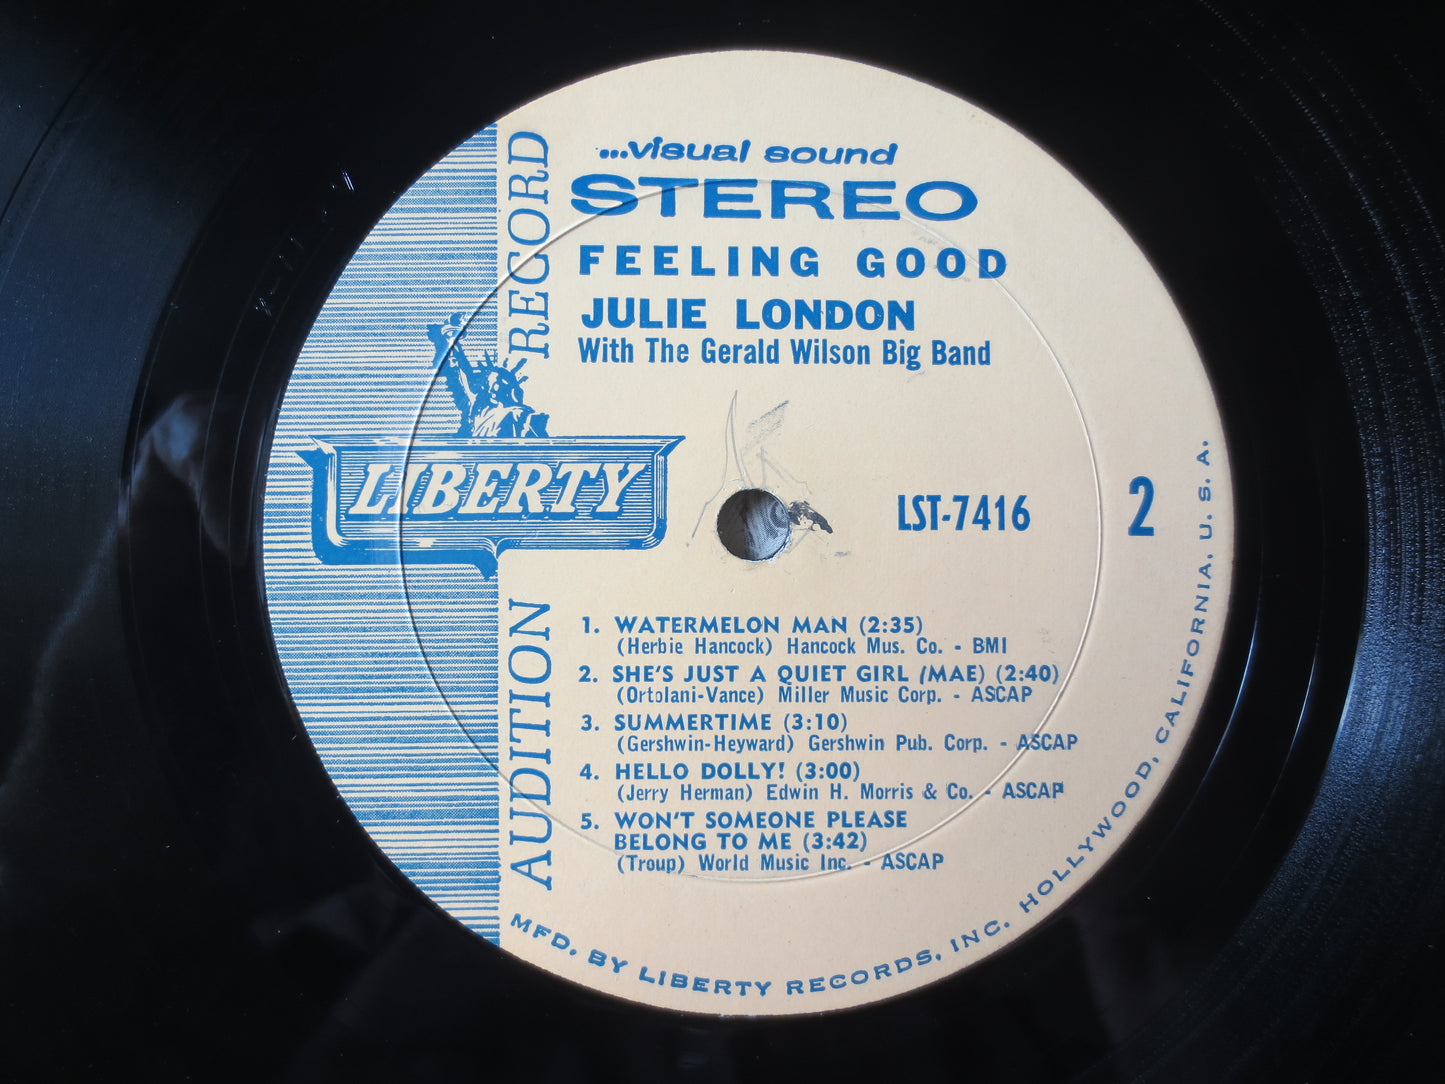 ...visual sound
STEREO
FEELING GOOD
JULIE LONDON
With The Gerald Wilson Big Band
AUDITION RECORD
LIBERTY
LST-7416
2
1. WATERMELON MAN (2:35)
(Herbie Hancock) Hancock Mus. Co. - BMI
2. SHE'S JUST A QUIET GIRL (MAE) (2:40)
(Ortolani-Vance) Miller Music Corp. - ASCAP
3. SUMMERTIME (3:10)
(Gershwin-Heyward) Gershwin Pub. Corp. - ASCAP
4. HELLO DOLLY! (3:00)
(Jerry Herman) Edwin H. Morris & Co. - ASCAP
5. WON'T SOMEONE PLEASE
BELONG TO ME (3:42)
(Troup) World Music Inc. - ASCAP
MFD. BY LIBERTY RECORDS, INC. HOLLYWOOD, CALIFORNIA, U. S. A.